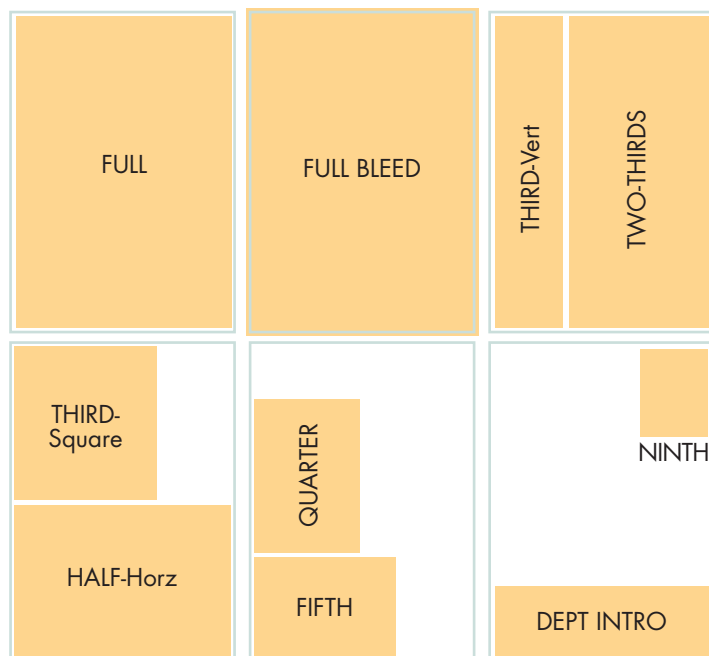 FULL
FULL BLEED
THIRD-Vert
TWO-THIRDS
THIRD-
Square
HALF-Horz
QUARTER
FIFTH
NINTH
DEPT INTRO